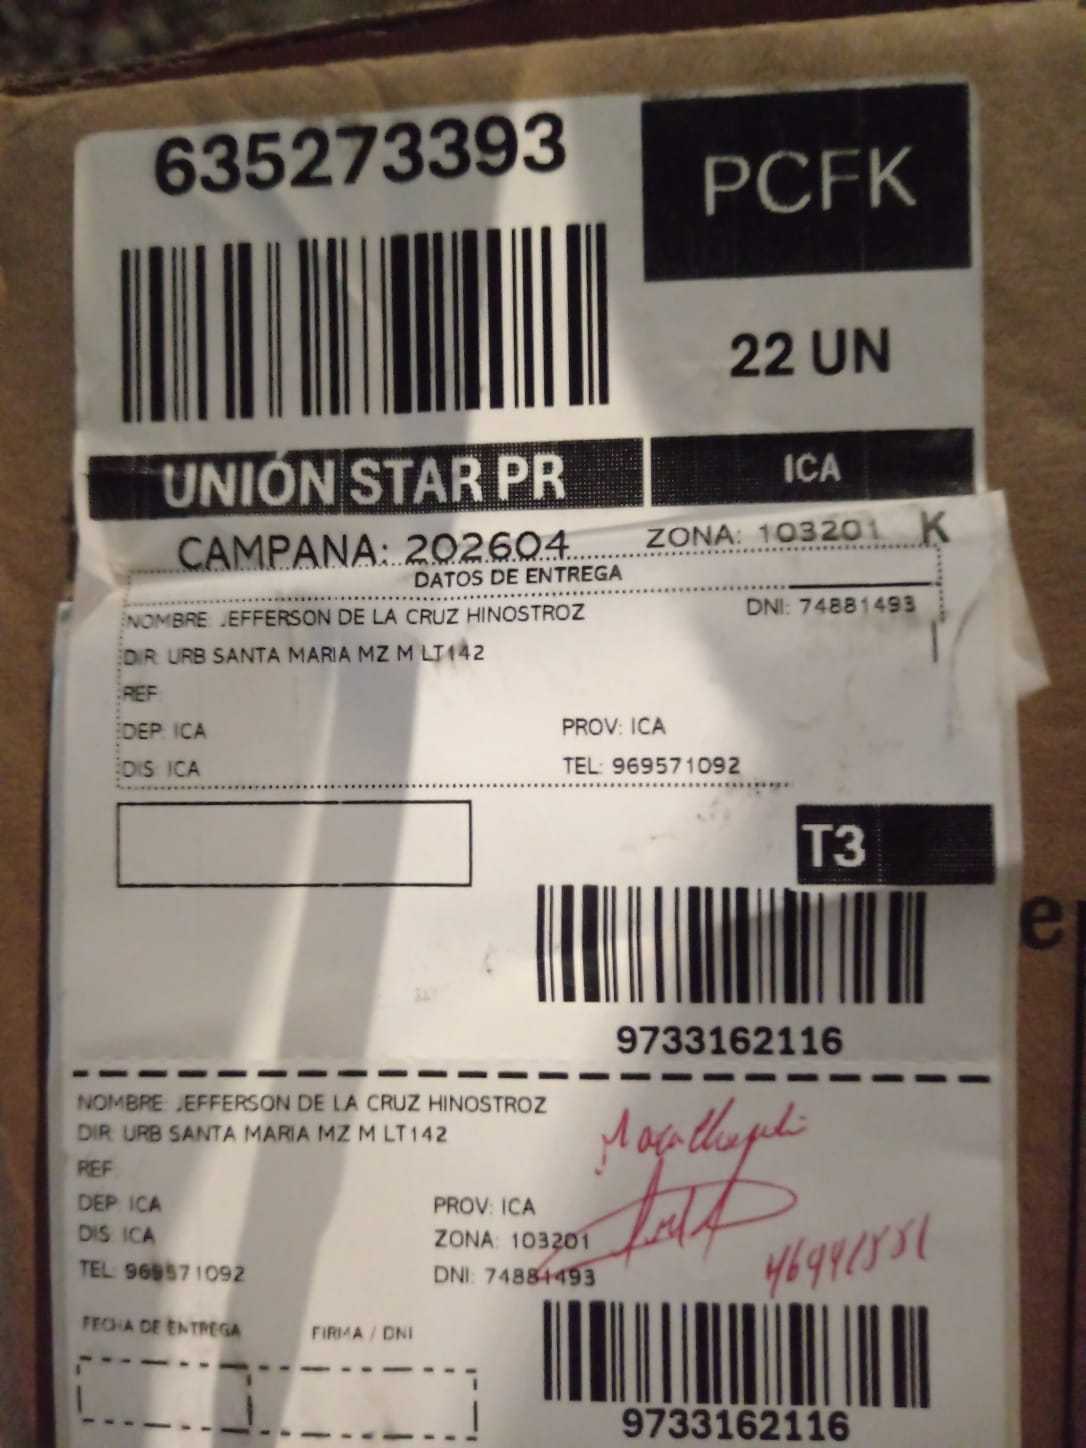 635273393
PCFK
22 UN
UNIÓN STAR PR
ICA
CAMPANA: 202604
ZONA: 103201 K
DATOS DE ENTREGA
NOMBRE: JEFFERSON DE LA CRUZ HINOSTROZ
DNI: 74881493
DIR: URB SANTA MARIA MZ M LT142
REF:
DEP: ICA
PROV: ICA
DIS: ICA
TEL: 969571092
T3
9733162116
NOMBRE: JEFFERSON DE LA CRUZ HINOSTROZ
DIR: URB SANTA MARIA MZ M LT142
REF:
DEP: ICA
PROV: ICA
DIS: ICA
ZONA: 103201
TEL: 969571092
DNI: 74881493
FECHA DE ENTREGA
FIRMA / DNI
9733162116